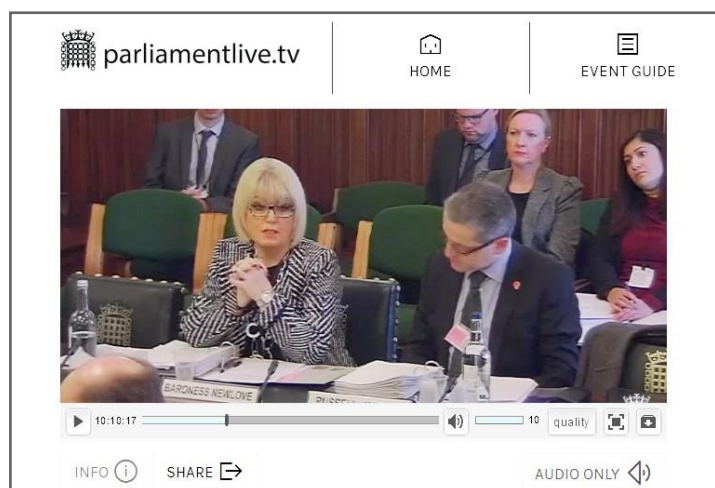 parliamentlive.tv
HOME
EVENT GUIDE
BARONESS NEWLOVE
10:10:17
10
quality
INFO
SHARE
AUDIO ONLY